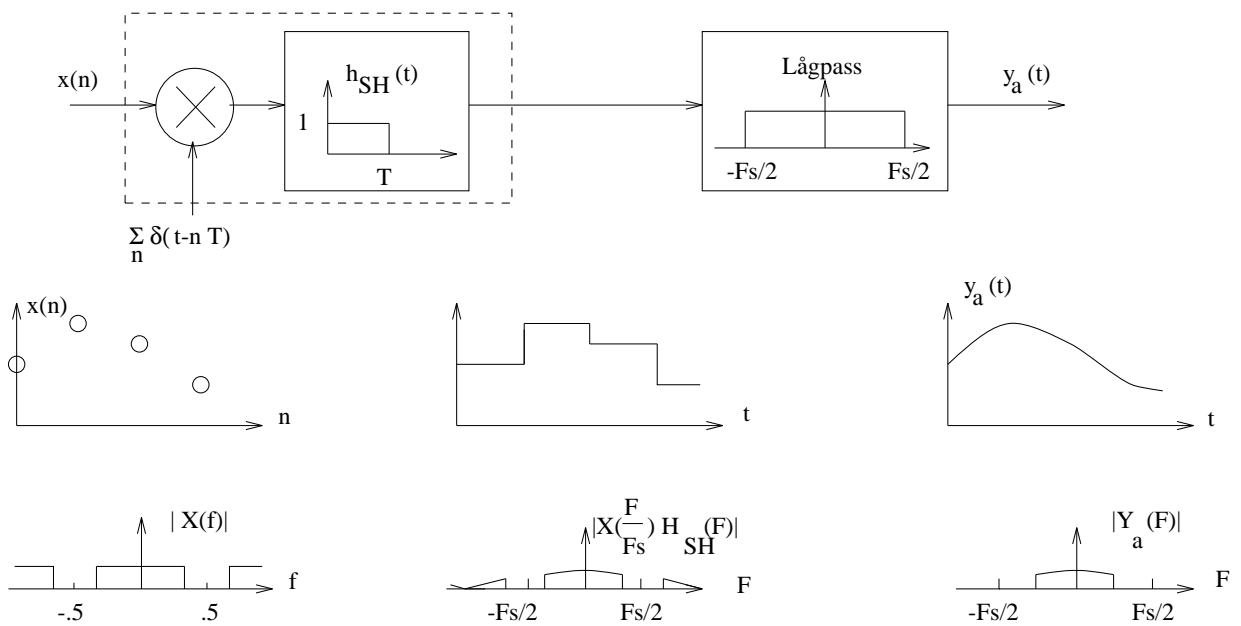 x(n)
h_SH (t)
1
T
Σ_n δ( t-n T)
Lågpass
-Fs/2 Fs/2
y_a (t)
x(n)
n
t
y_a (t)
t
| X(f)|
f
-.5 .5
|X(F/Fs) H_SH (F)|
F
-Fs/2 Fs/2
|Y_a (F)|
F
-Fs/2 Fs/2